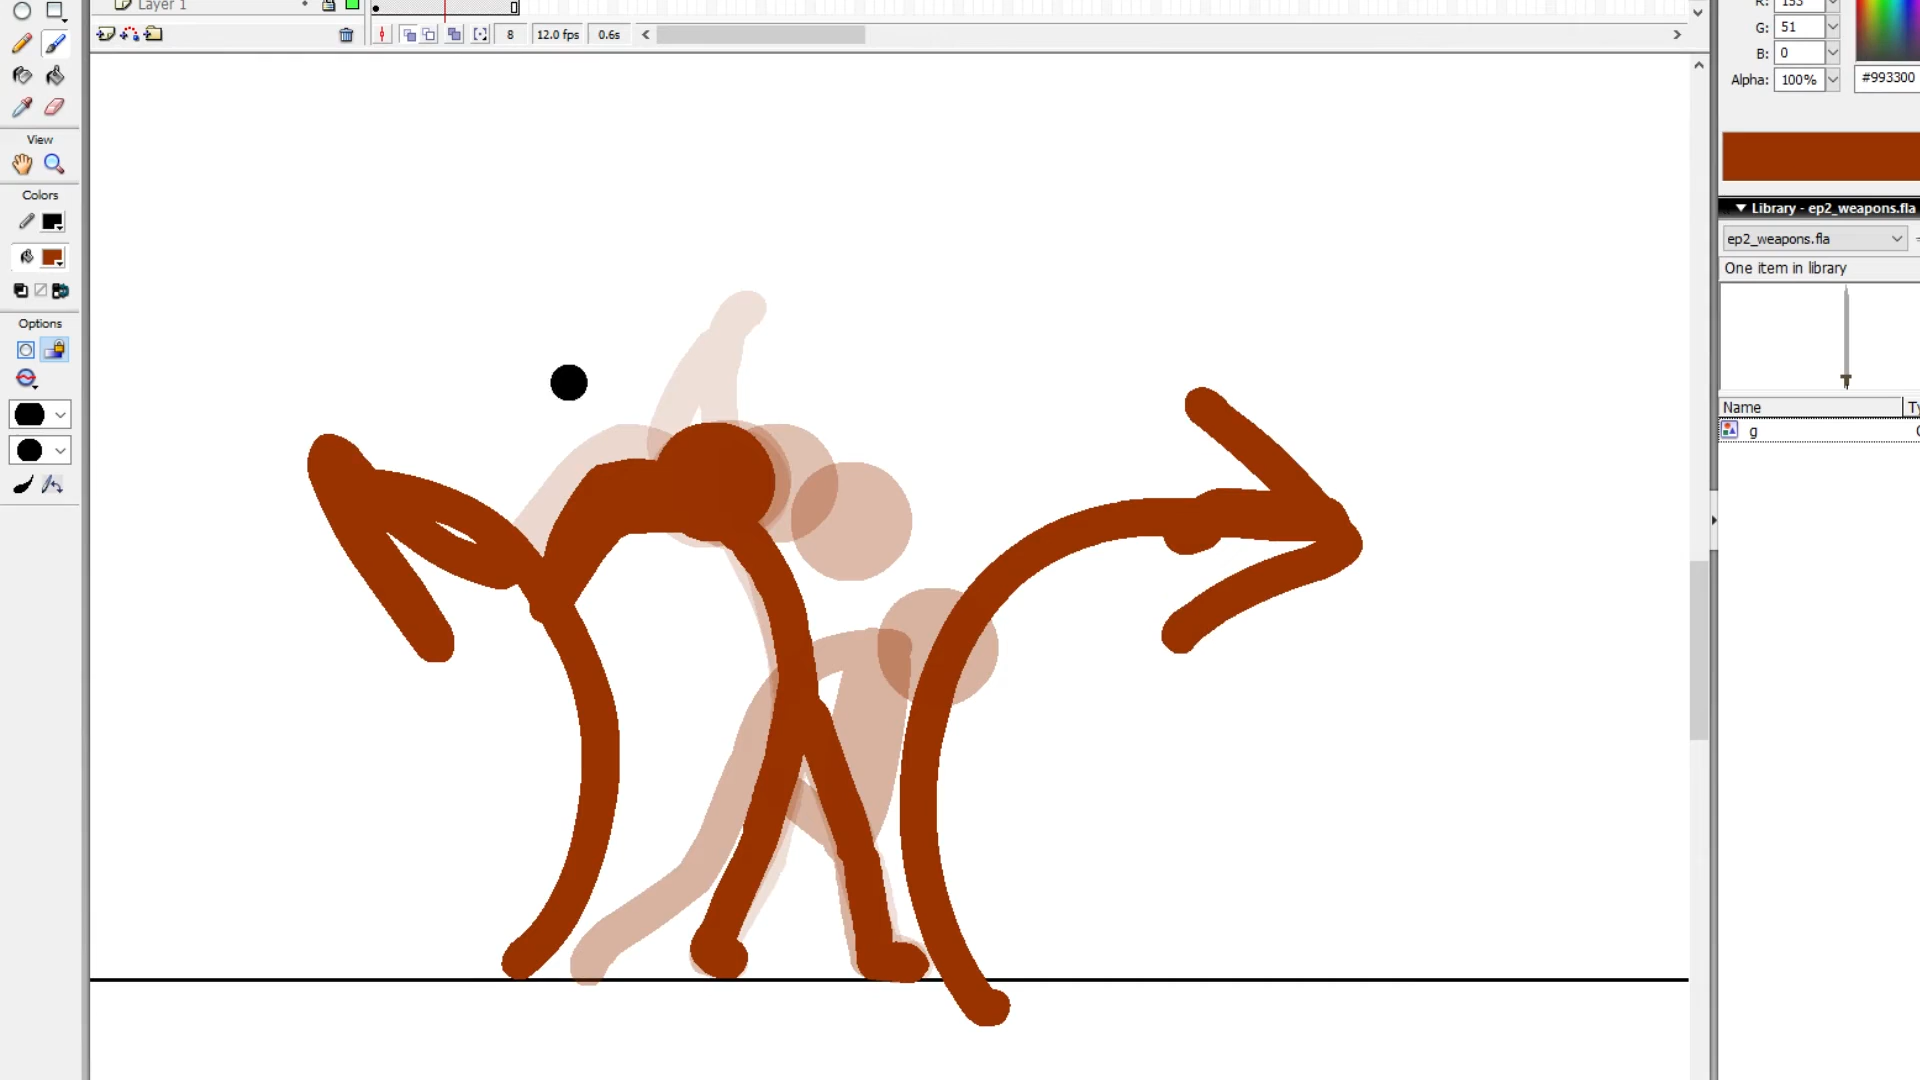 Layer 1
8 12.0 fps 0.6s
View
Colors
Options
R: 153
G: 51
B: 0
Alpha: 100% #993300
Library - ep2_weapons.fla
ep2_weapons.fla
One item in library
Name
g